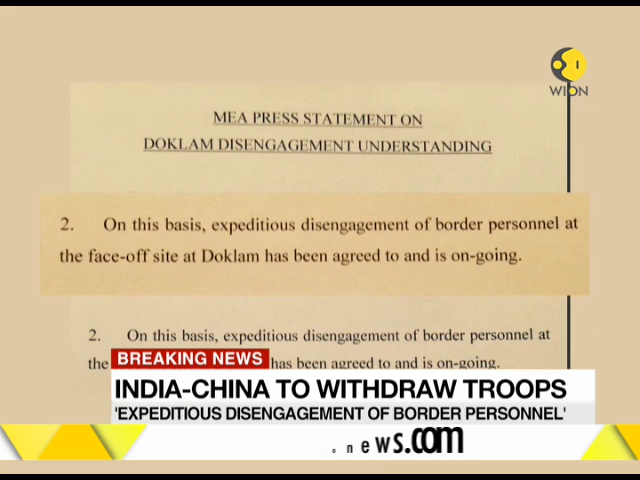 WION
MEA PRESS STATEMENT ON
DOKLAM DISENGAGEMENT UNDERSTANDING
2. On this basis, expeditious disengagement of border personnel at
the face-off site at Doklam has been agreed to and is on-going.
2. On this basis, expeditious disengagement of border personnel at
the has been agreed to and is on-going.
BREAKING NEWS
INDIA-CHINA TO WITHDRAW TROOPS
'EXPEDITIOUS DISENGAGEMENT OF BORDER PERSONNEL'
news.com